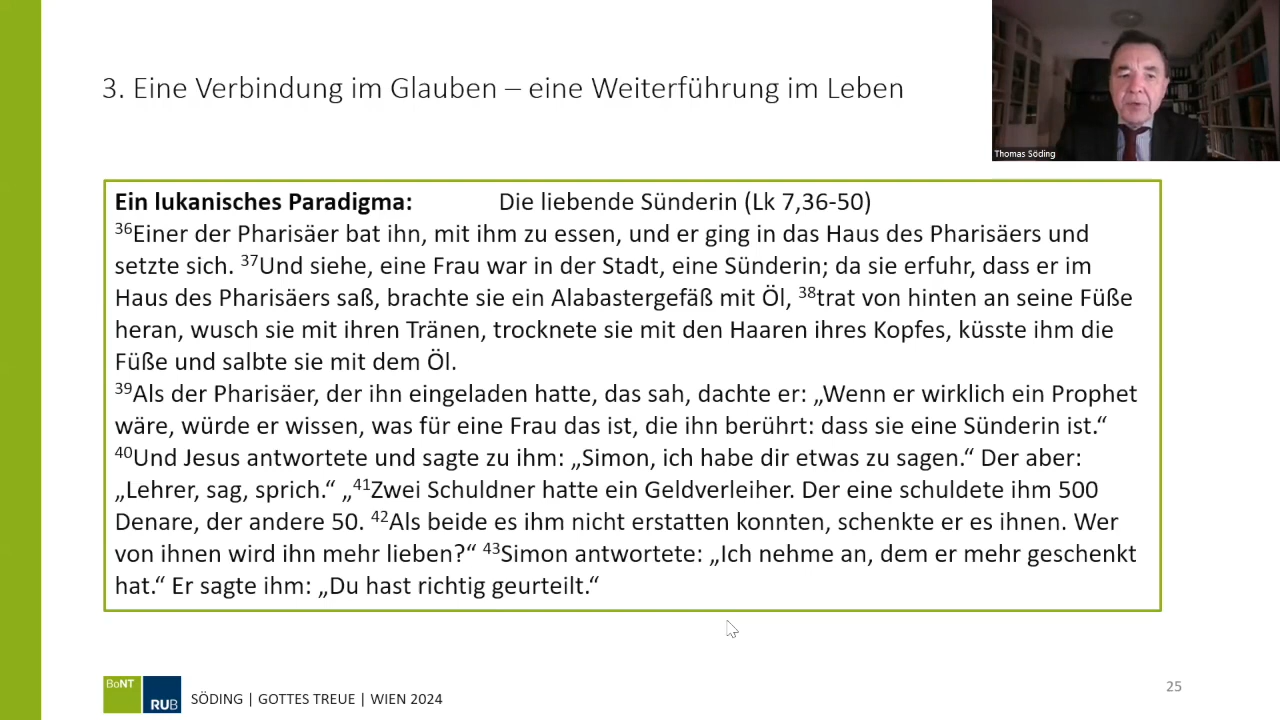 3. Eine Verbindung im Glauben – eine Weiterführung im Leben
Thomas Söding
Ein lukanisches Paradigma: Die liebende Sünderin (Lk 7,36-50)
³⁶Einer der Pharisäer bat ihn, mit ihm zu essen, und er ging in das Haus des Pharisäers und
setzte sich. ³⁷Und siehe, eine Frau war in der Stadt, eine Sünderin; da sie erfuhr, dass er im
Haus des Pharisäers saß, brachte sie ein Alabastergefäß mit Öl, ³⁸trat von hinten an seine Füße
heran, wusch sie mit ihren Tränen, trocknete sie mit den Haaren ihres Kopfes, küsste ihm die
Füße und salbte sie mit dem Öl.
³⁹Als der Pharisäer, der ihn eingeladen hatte, das sah, dachte er: „Wenn er wirklich ein Prophet
wäre, würde er wissen, was für eine Frau das ist, die ihn berührt: dass sie eine Sünderin ist.“
⁴⁰Und Jesus antwortete und sagte zu ihm: „Simon, ich habe dir etwas zu sagen.“ Der aber:
„Lehrer, sag, sprich.“ „⁴¹Zwei Schuldner hatte ein Geldverleiher. Der eine schuldete ihm 500
Denare, der andere 50. ⁴²Als beide es ihm nicht erstatten konnten, schenkte er es ihnen. Wer
von ihnen wird ihn mehr lieben?“ ⁴³Simon antwortete: „Ich nehme an, dem er mehr geschenkt
hat.“ Er sagte ihm: „Du hast richtig geurteilt.“
BoNT
RUB
SÖDING | GOTTES TREUE | WIEN 2024
25